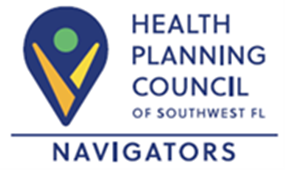 HEALTH
PLANNING
COUNCIL
OF SOUTHWEST FL
NAVIGATORS